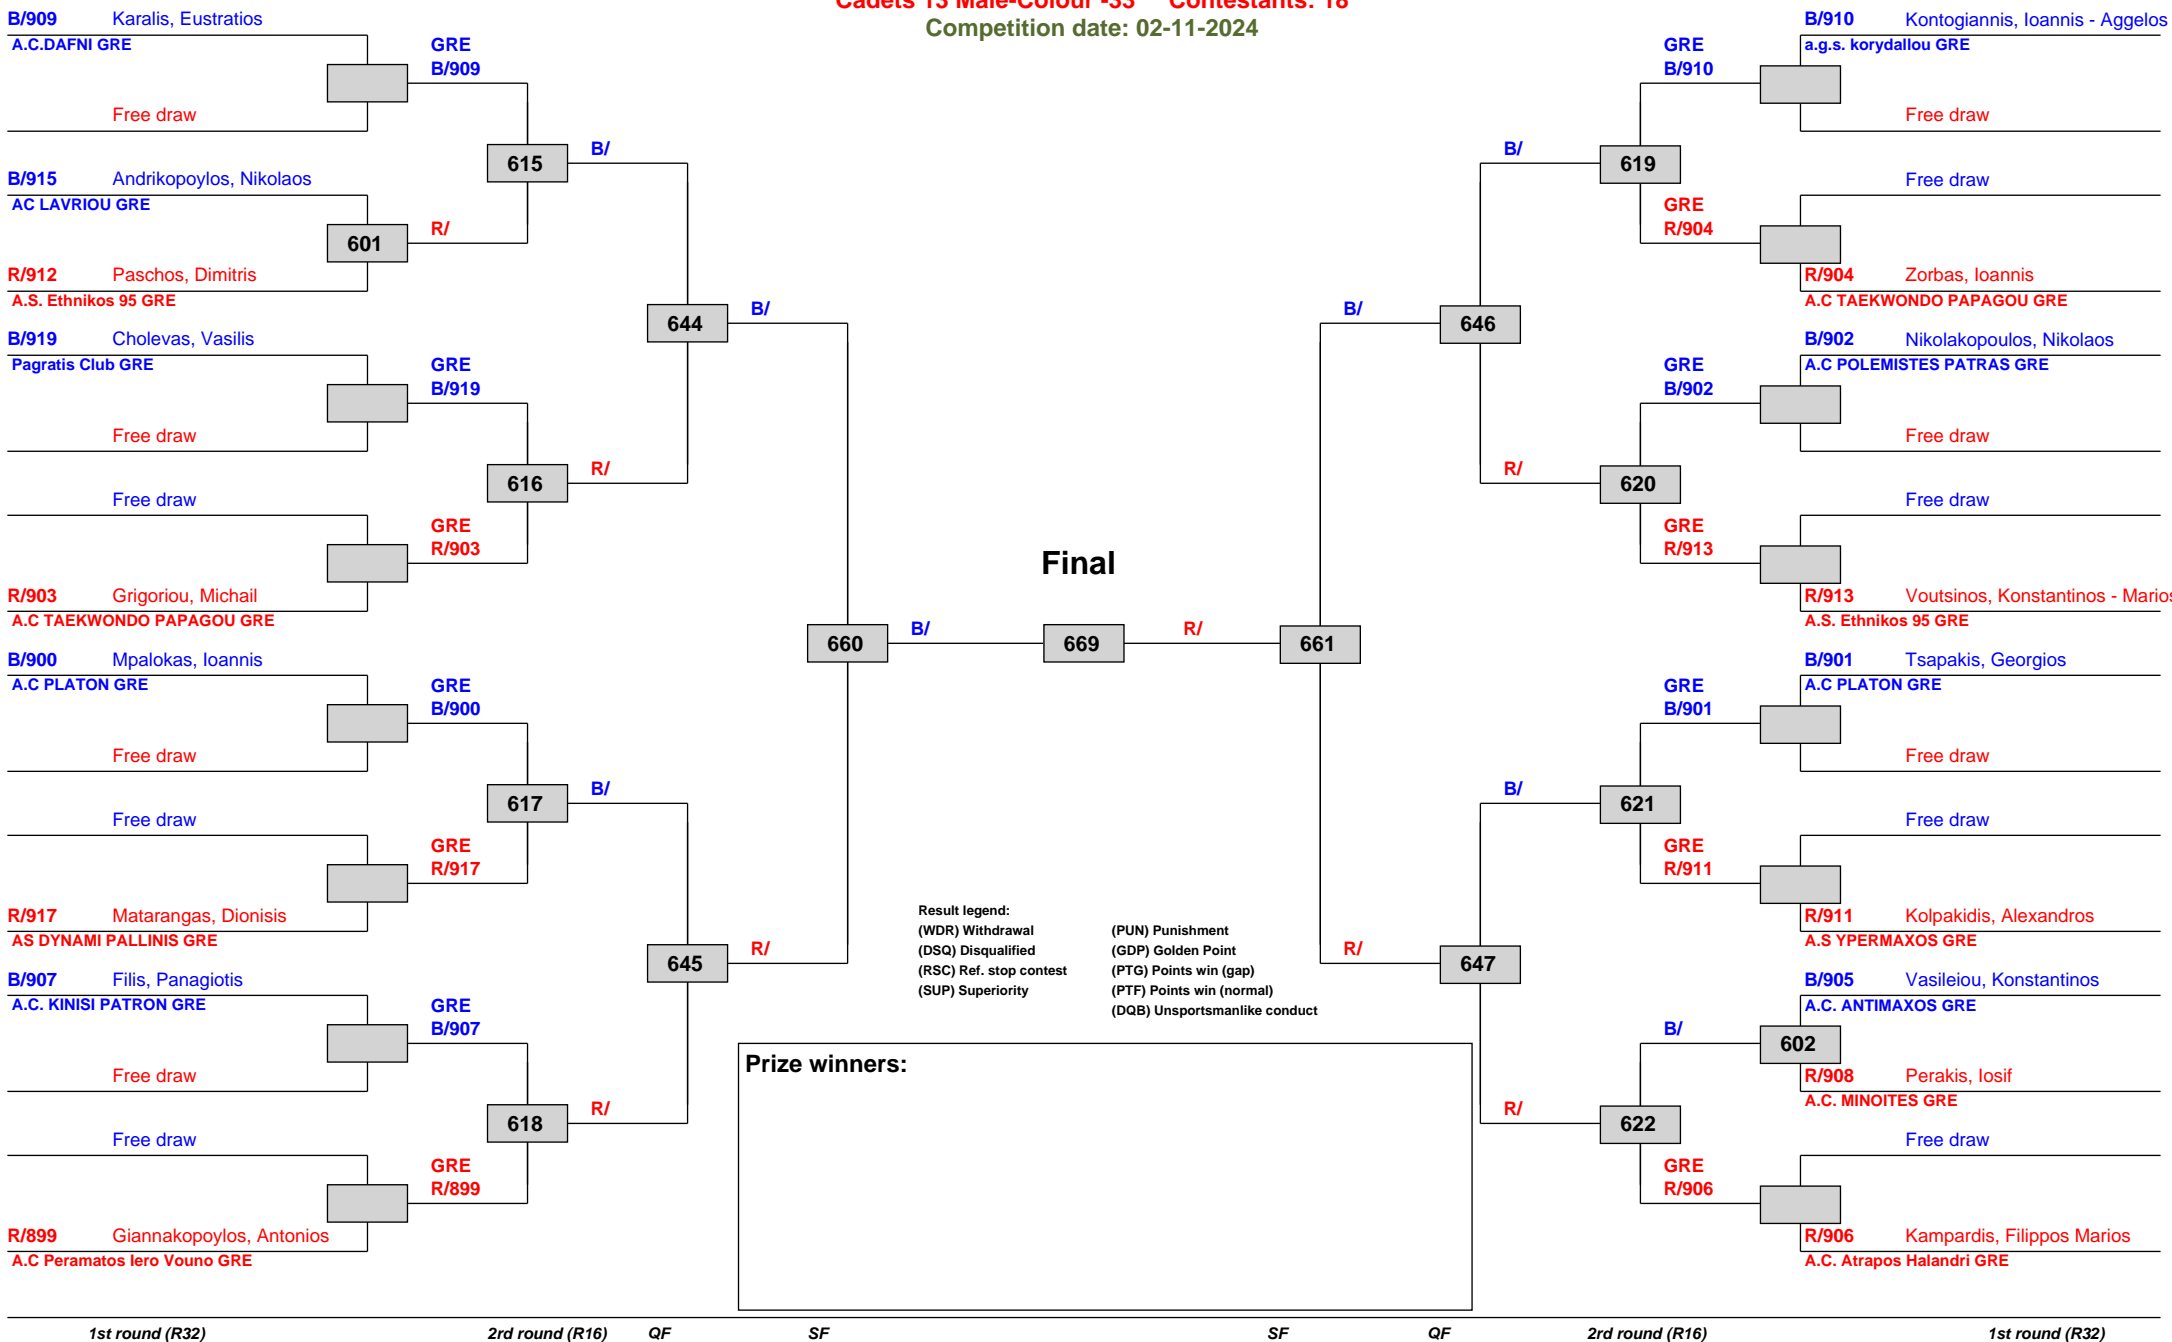 Cadets 13 Male-Colour -33 Contestants: 18
Competition date: 02-11-2024
B/909 Karalis, Eustratios
A.C.DAFNI GRE
GRE
B/909
Free draw
615
B/
B/915 Andrikopoylos, Nikolaos
AC LAVRIOU GRE
601
R/
R/912 Paschos, Dimitris
A.S. Ethnikos 95 GRE
644
B/
B/919 Cholevas, Vasilis
Pagratis Club GRE
GRE
B/919
Free draw
616
R/
Free draw
GRE
R/903
R/903 Grigoriou, Michail
A.C TAEKWONDO PAPAGOU GRE
660
B/
B/900 Mpalokas, Ioannis
A.C PLATON GRE
GRE
B/900
Free draw
617
B/
Free draw
GRE
R/917
R/917 Matarangas, Dionisis
AS DYNAMI PALLINIS GRE
645
R/
B/907 Filis, Panagiotis
A.C. KINISI PATRON GRE
GRE
B/907
Free draw
618
R/
Free draw
GRE
R/899
R/899 Giannakopoylos, Antonios
A.C Peramatos Iero Vouno GRE
Final
669
R/
661
B/910 Kontogiannis, Ioannis - Aggelos
a.g.s. korydallou GRE
GRE
B/910
Free draw
B/
619
Free draw
GRE
R/904
R/904 Zorbas, Ioannis
A.C TAEKWONDO PAPAGOU GRE
B/
646
B/902 Nikolakopoulos, Nikolaos
A.C POLEMISTES PATRAS GRE
GRE
B/902
Free draw
R/
620
Free draw
GRE
R/913
R/913 Voutsinos, Konstantinos - Marios
A.S. Ethnikos 95 GRE
B/901 Tsapakis, Georgios
A.C PLATON GRE
GRE
B/901
Free draw
B/
621
Free draw
GRE
R/911
R/911 Kolpakidis, Alexandros
A.S YPERMAXOS GRE
R/
647
B/905 Vasileiou, Konstantinos
A.C. ANTIMAXOS GRE
B/
602
R/908 Perakis, Iosif
A.C. MINOITES GRE
R/
622
Free draw
GRE
R/906
R/906 Kampardis, Filippos Marios
A.C. Atrapos Halandri GRE
Result legend:
(WDR) Withdrawal (PUN) Punishment
(DSQ) Disqualified (GDP) Golden Point
(RSC) Ref. stop contest (PTG) Points win (gap)
(SUP) Superiority (PTF) Points win (normal)
(DQB) Unsportsmanlike conduct
Prize winners:
1st round (R32) 2rd round (R16) QF SF SF QF 2rd round (R16) 1st round (R32)